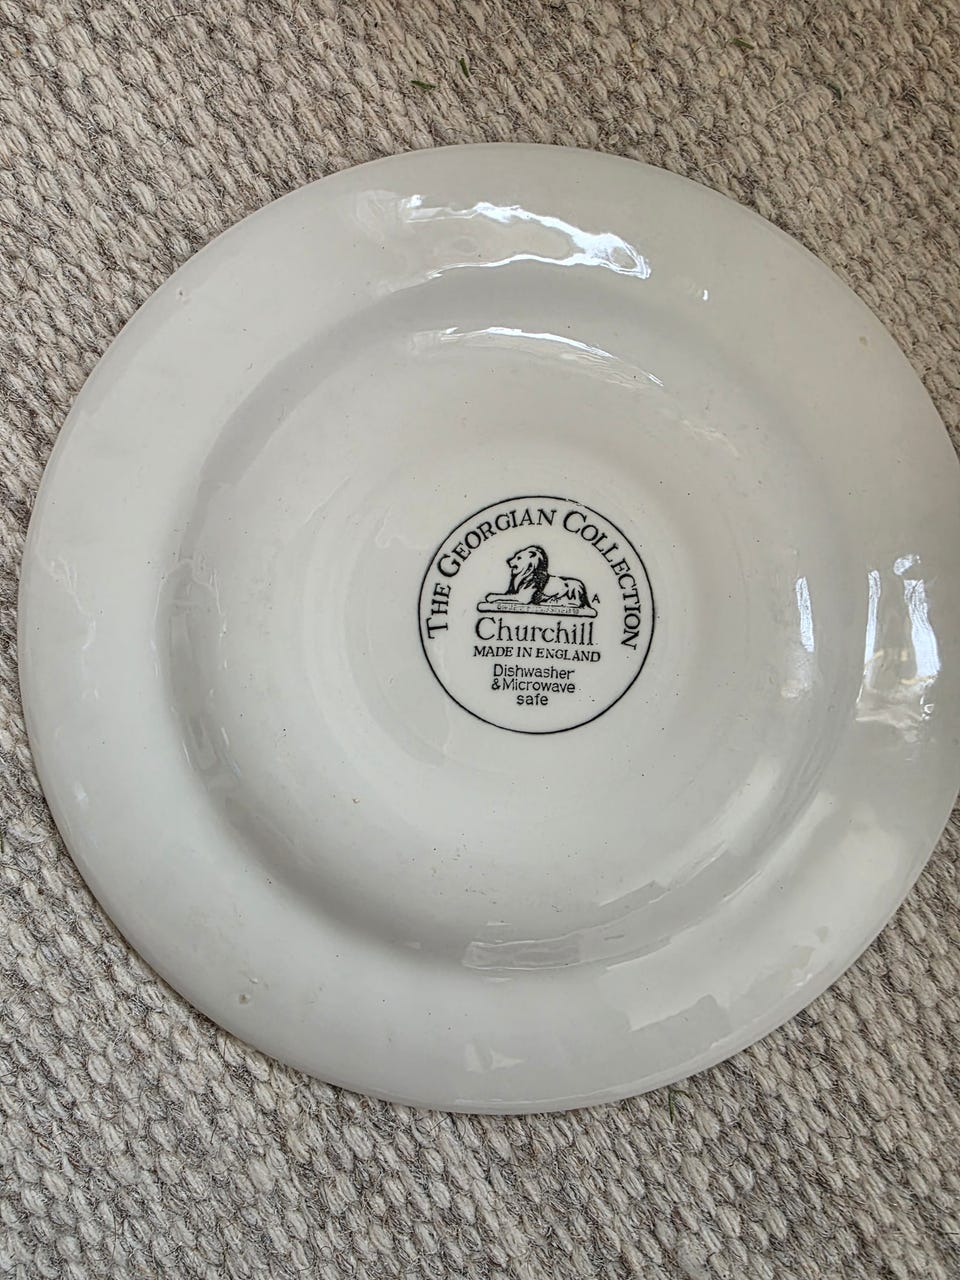 THE GEORGIAN COLLECTION
A
Churchill
MADE IN ENGLAND
Dishwasher
&Microwave
safe